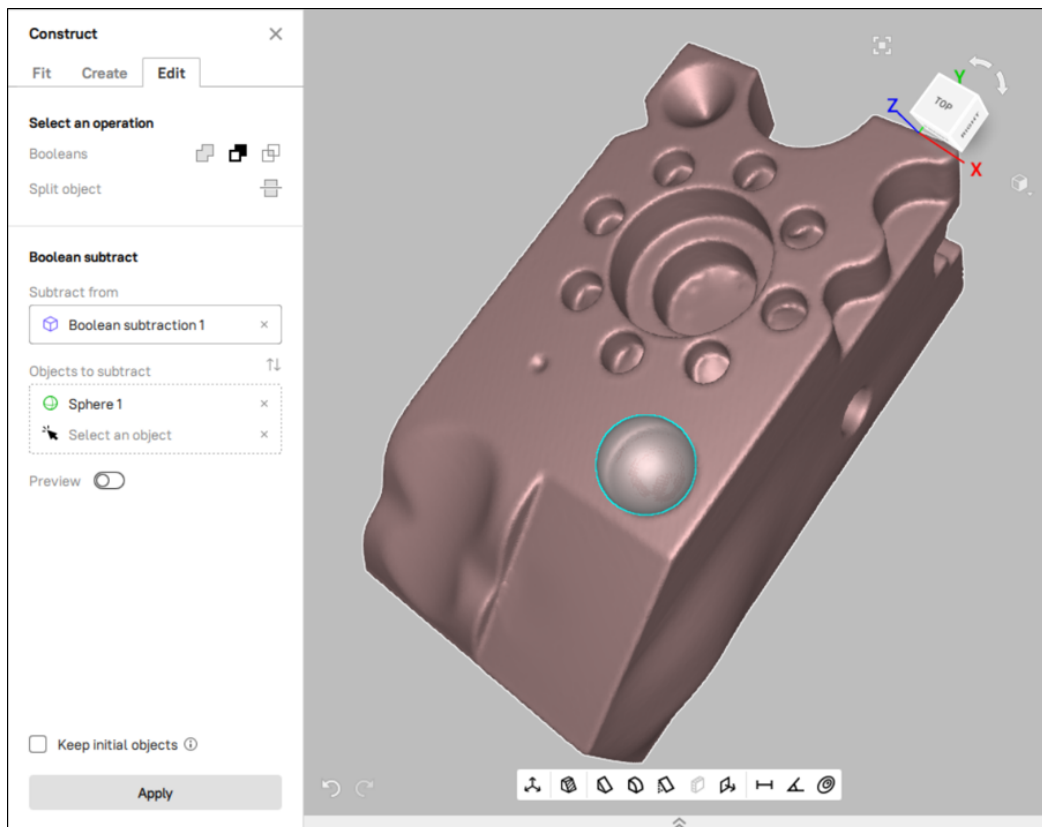 Construct
Fit Create Edit
Select an operation
Booleans
Split object
Boolean subtract
Subtract from
Boolean subtraction 1
Objects to subtract
Sphere 1
Select an object
Preview
Keep initial objects
Apply
Y
Z
X
TOP
RIGHT